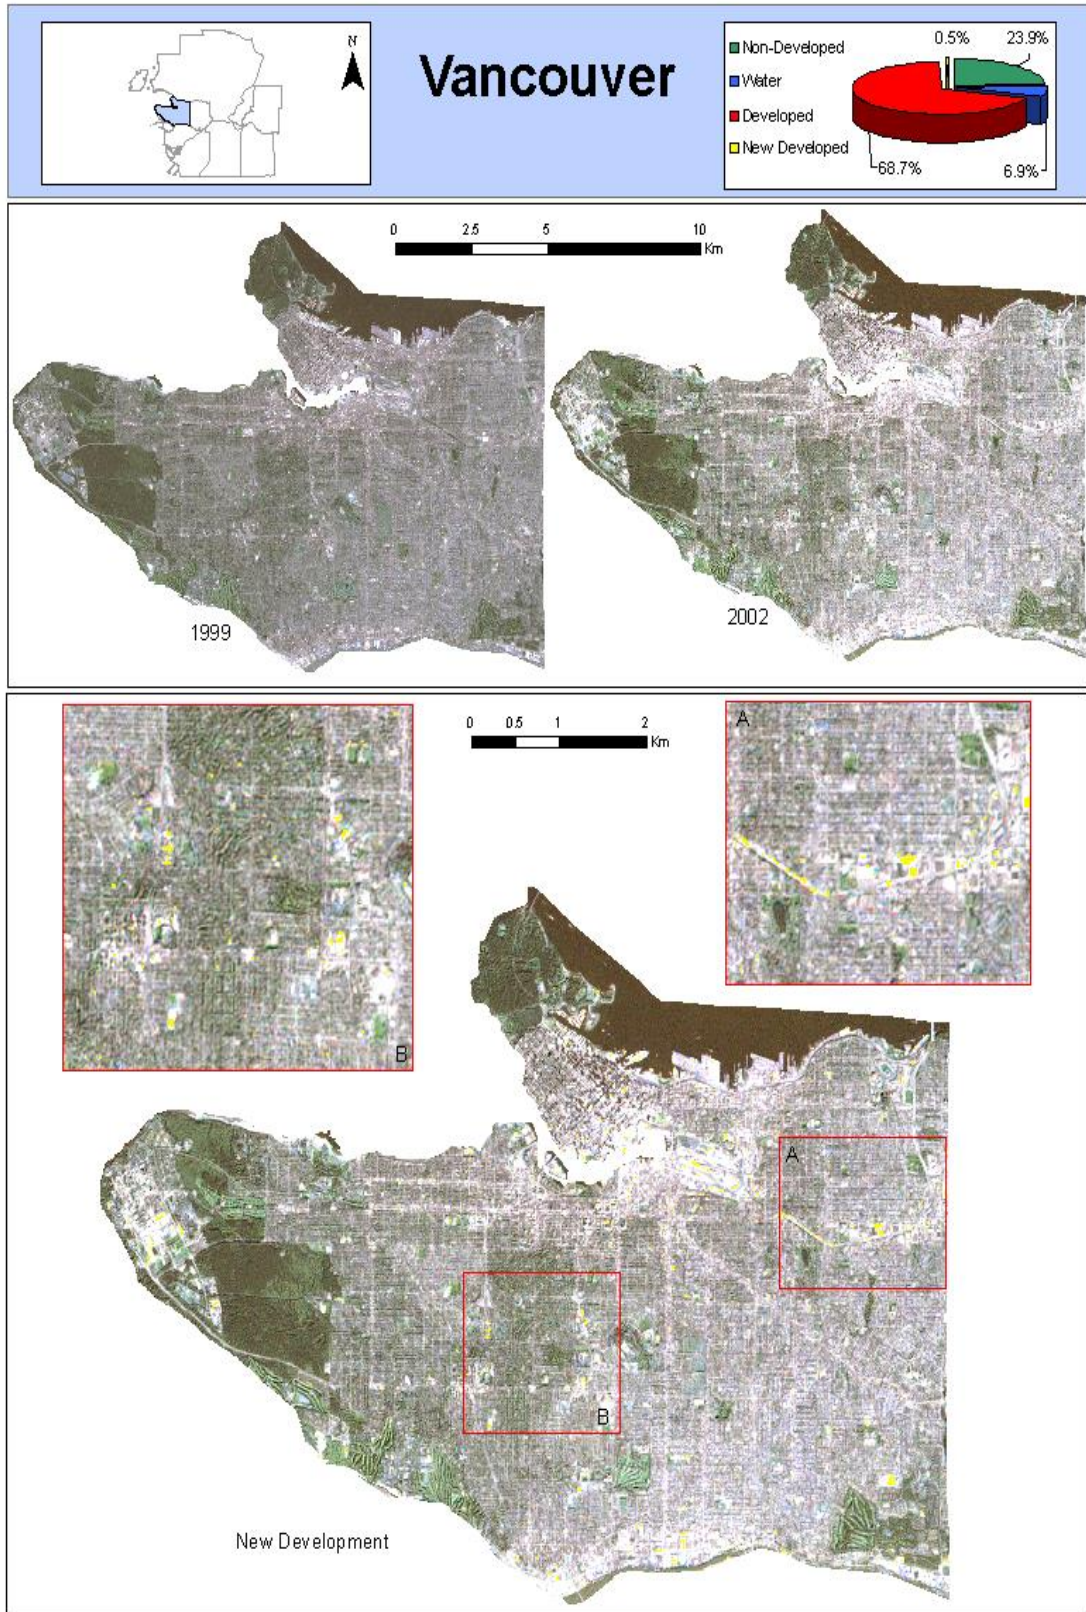 N
Vancouver
Non-Developed
Water
Developed
New Developed
0.5%
23.9%
68.7%
6.9%
0 2.5 5 10
Km
1999
2002
0 0.5 1 2
Km
A
B
A
B
New Development